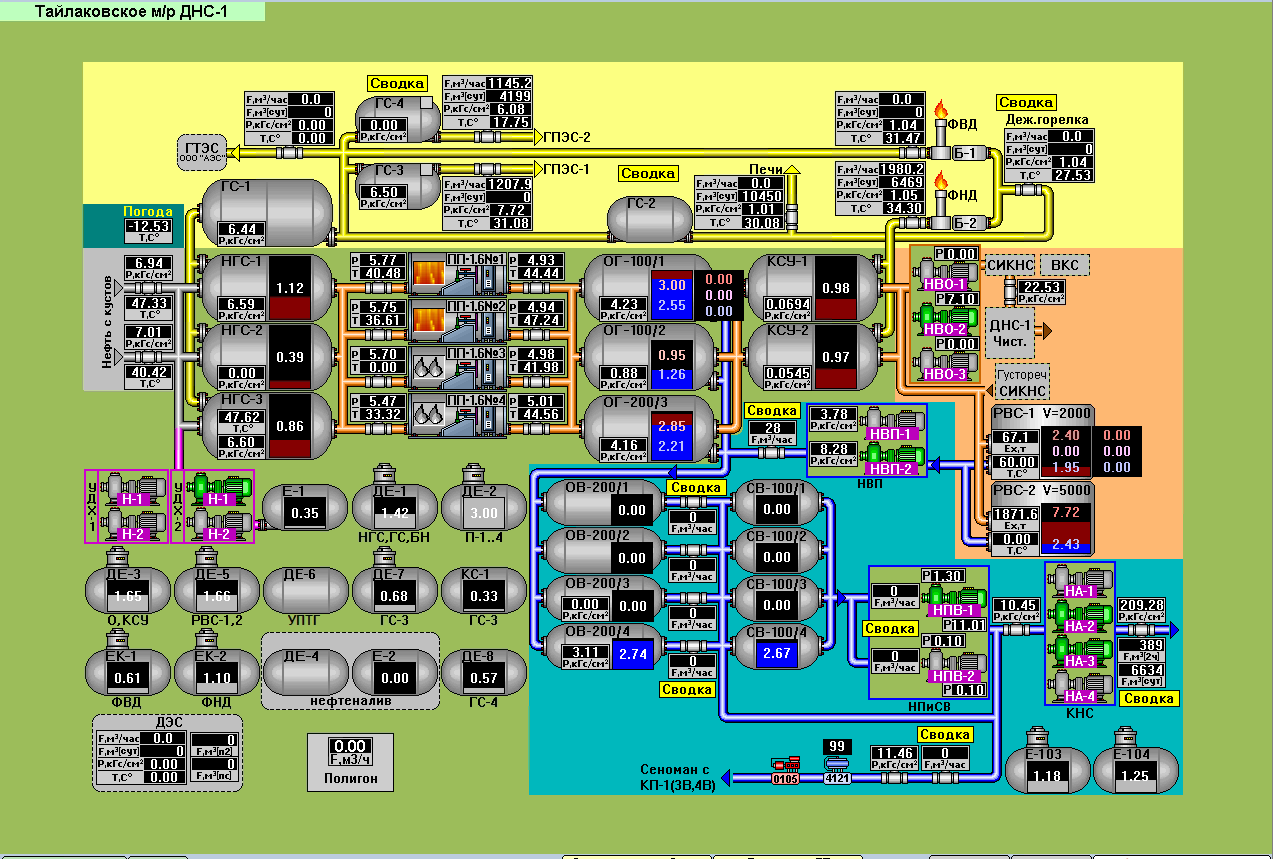 Тайлаковское м/р ДНС-1
Сводка
F,м³/час 1145.2
F,м³[сут] 4199
P,кГс/см² 6.08
T,С° 17.75
ГС-4
0.00
P,кГс/см²
F,м³/час 0.0
F,м³[сут] 0
P,кГс/см² 0.00
T,С° 0.00
ГТЭС
ООО "АЭС"
ГПЭС-2
ГПЭС-1
ГС-3
6.50
P,кГс/см²
F,м³/час 1207.9
F,м³[сут] 0
P,кГс/см² 7.72
T,С° 31.08
Сводка
ГС-2
Печи
F,м³/час 0.0
F,м³[сут] 10450
P,кГс/см² 1.01
T,С° 30.08
F,м³/час 0.0
F,м³[сут] 0
P,кГс/см² 1.04
T,С° 31.47
ФВД
Б-1
F,м³/час 1980.2
F,м³[сут] 6469
P,кГс/см² 1.05
T,С° 34.30
ФНД
Б-2
Сводка
Деж.горелка
F,м³/час 0.0
F,м³[сут] 0
P,кГс/см² 1.04
T,С° 27.53
ГС-1
6.44
P,кГс/см²
Погода
-12.53
T,С°
Нефть с кустов
6.94
P,кГс/см²
47.33
T,С°
7.01
P,кГс/см²
40.42
T,С°
НГС-1
1.12
6.59
P,кГс/см²
НГС-2
0.39
0.00
P,кГс/см²
НГС-3
47.62
T,С°
0.86
6.60
P,кГс/см²
P 5.77
T 40.48
ПП-1.6№1
P 4.93
T 44.44
P 5.75
T 36.61
ПП-1.6№2
P 4.94
T 47.24
P 5.70
T 0.00
ПП-1.6№3
P 4.98
T 41.98
P 5.47
T 33.32
ПП-1.6№4
P 5.01
T 44.56
ОГ-100/1
3.00
2.55
4.23
P,кГс/см²
0.00
0.00
0.00
ОГ-100/2
0.95
1.26
0.88
P,кГс/см²
ОГ-200/3
2.85
2.21
4.16
P,кГс/см²
КСУ-1
0.98
0.0694
P,кГс/см²
КСУ-2
0.97
0.0545
P,кГс/см²
P 0.00
НВО-1
P 7.10
НВО-2
P 0.00
НВО-3
СИКНС
ВКС
22.53
P,кГс/см²
ДНС-1
Чист.
Густореч
СИКНС
РВС-1 V=2000
67.1
Ex,т
60.00
T,С°
2.40
0.00
1.95
0.00
0.00
0.00
РВС-2 V=5000
1871.6
Ex,т
0.00
T,С°
7.72
2.43
Сводка
28
F,м³/час
3.78
P,кГс/см²
8.28
P,кГс/см²
НВП-1
НВП-2
НВП
УДХ-1
Н-1
Н-2
УДХ-2
Н-1
Н-2
Е-1
0.35
ДЕ-1
1.42
НГС,ГС,БН
ДЕ-2
3.00
П-1..4
ДЕ-3
1.65
О,КСУ
ДЕ-5
1.66
РВС-1,2
ДЕ-6
УПТГ
ДЕ-7
0.68
ГС-3
КС-1
0.33
ГС-3
ЕК-1
0.61
ФВД
ЕК-2
1.10
ФНД
ДЕ-4
Е-2
0.00
нефтеналив
ДЕ-8
0.57
ГС-4
ДЭС
F,м³/час 0.0
F,м³[сут] 0
P,кГс/см² 0.00
T,С° 0.00
0
F,м³[п2]
0
F,м³[пс]
0.00
F,м3/ч
Полигон
ОВ-200/1
0.00
ОВ-200/2
0.00
ОВ-200/3
0.00
P,кГс/см²
0.00
ОВ-200/4
3.11
P,кГс/см²
2.74
Сводка
0
F,м³/час
0
F,м³/час
0
F,м³/час
0
F,м³/час
Сводка
СВ-100/1
0.00
СВ-100/2
0.00
СВ-100/3
0.00
СВ-100/4
2.67
0
F,м³/час
Сводка
0
F,м³/час
P 1.30
НПВ-1
P 11.01
P 0.10
НПВ-2
P 0.10
НПиСВ
10.45
P,кГс/см²
НА-1
НА-2
НА-3
НА-4
КНС
209.28
P,кГс/см²
389
F,м³[2ч]
6634
F,м³[сут]
Сводка
Сеноман с
КП-1(3В,4В)
0105
99
4121
11.46
P,кГс/см²
Сводка
0
F,м³/час
Е-103
1.18
Е-104
1.25